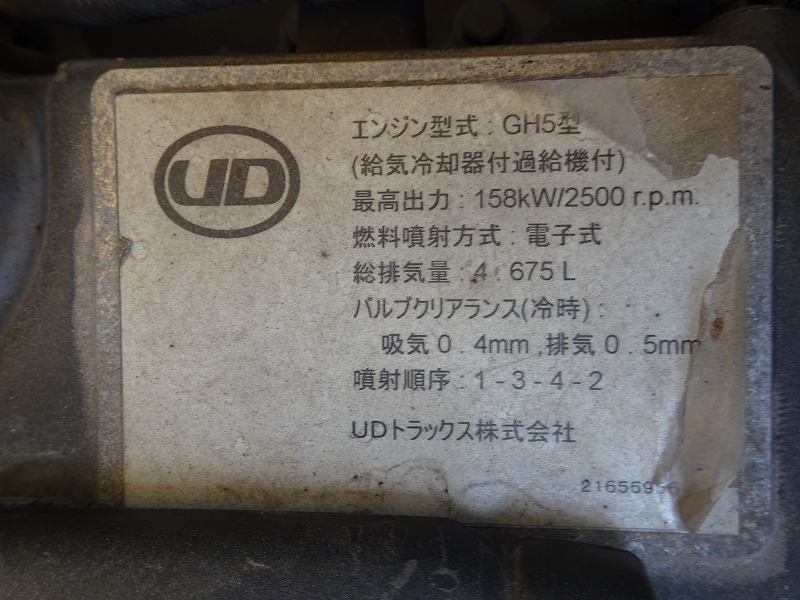 UD
エンジン型式 : GH5型
(給気冷却器付過給機付)
最高出力 : 158kW/2500 r.p.m.
燃料噴射方式 : 電子式
総排気量 : 4 . 675 L
バルブクリアランス(冷時) :
吸気 0 . 4mm ,排気 0 . 5mm
噴射順序 : 1 - 3 - 4 - 2
UDトラックス株式会社